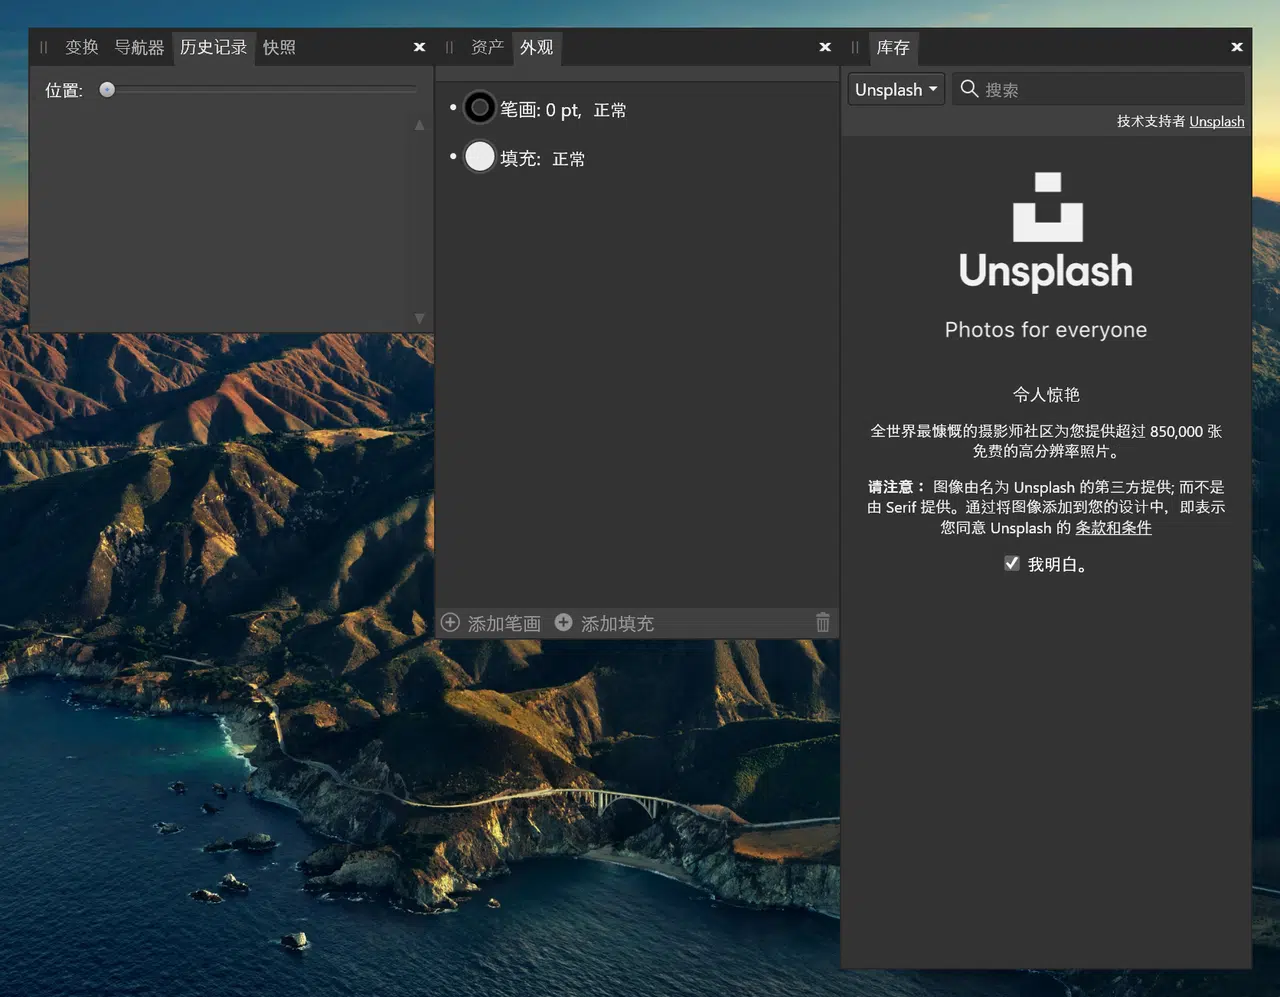 变换 导航器 历史记录 快照
位置:
资产 外观
笔画: 0 pt, 正常
填充: 正常
添加笔画 添加填充
库存
Unsplash 搜索
技术支持者 Unsplash
Unsplash
Photos for everyone
令人惊艳
全世界最慷慨的摄影师社区为您提供超过 850,000 张
免费的高分辨率照片。
请注意： 图像由名为 Unsplash 的第三方提供; 而不是
由 Serif 提供。通过将图像添加到您的设计中，即表示
您同意 Unsplash 的 条款和条件
我明白。